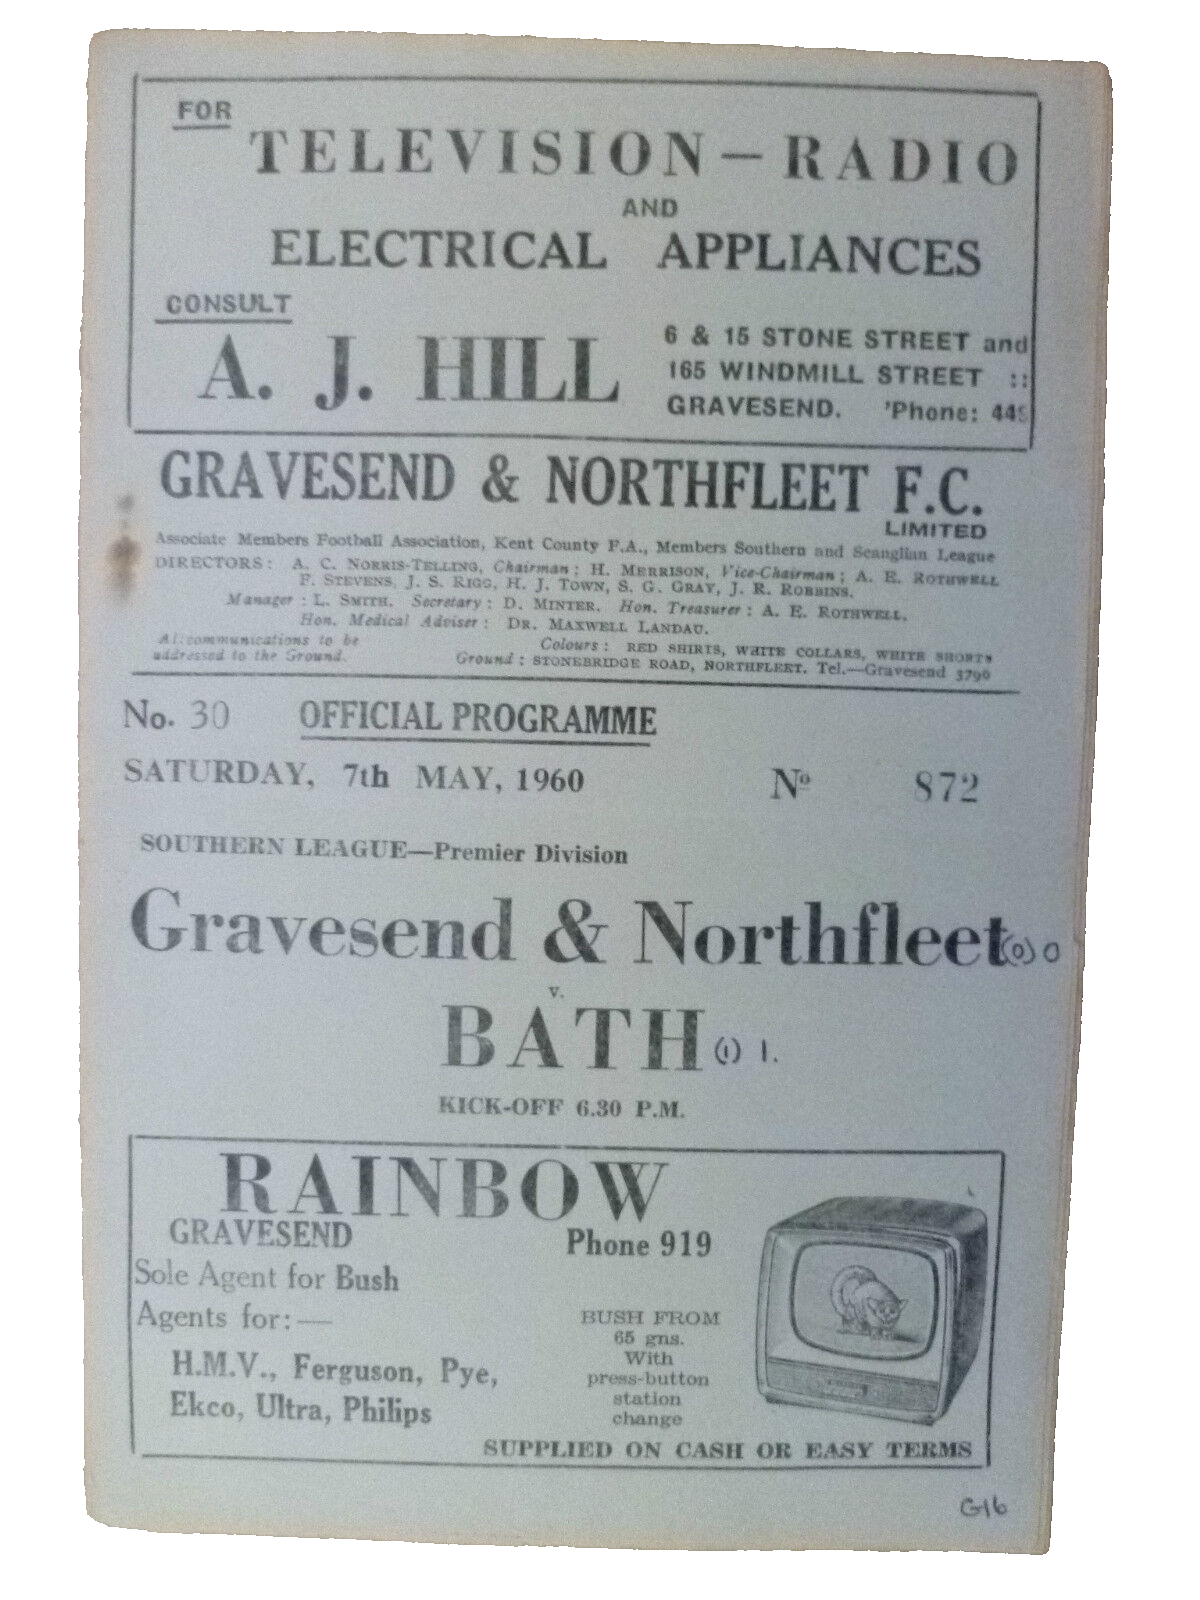 FOR
TELEVISION — RADIO
AND
ELECTRICAL APPLIANCES
CONSULT
A. J. HILL
6 & 15 STONE STREET and
165 WINDMILL STREET ::
GRAVESEND. 'Phone: 449
GRAVESEND & NORTHFLEET F.C.
LIMITED
Associate Members Football Association, Kent County F.A., Members Southern and Seanglian League
DIRECTORS: A. C. NORRIS-TELLING, Chairman; H. MERRISON, Vice-Chairman; A. E. ROTHWELL
F. STEVENS, J. S. RIGG, H. J. TOWN, S. G. GRAY, J. R. ROBBINS.
Manager: L. SMITH. Secretary: D. MINTER. Hon. Treasurer: A. E. ROTHWELL.
Hon. Medical Adviser: DR. MAXWELL LANDAU.
All communications to be
addressed to the Ground.
Colours: RED SHIRTS, WHITE COLLARS, WHITE SHORTS
Ground: STONEBRIDGE ROAD, NORTHFLEET. Tel.—Gravesend 3796
No. 30 OFFICIAL PROGRAMME
SATURDAY, 7th MAY, 1960 Nº 872
SOUTHERN LEAGUE—Premier Division
Gravesend & Northfleet (0) 0
v.
BATH (1) 1.
KICK-OFF 6.30 P.M.
RAINBOW
GRAVESEND Phone 919
Sole Agent for Bush
Agents for:—
H.M.V., Ferguson, Pye,
Ekco, Ultra, Philips
BUSH FROM
65 gns.
With
press-button
station
change
SUPPLIED ON CASH OR EASY TERMS
G16